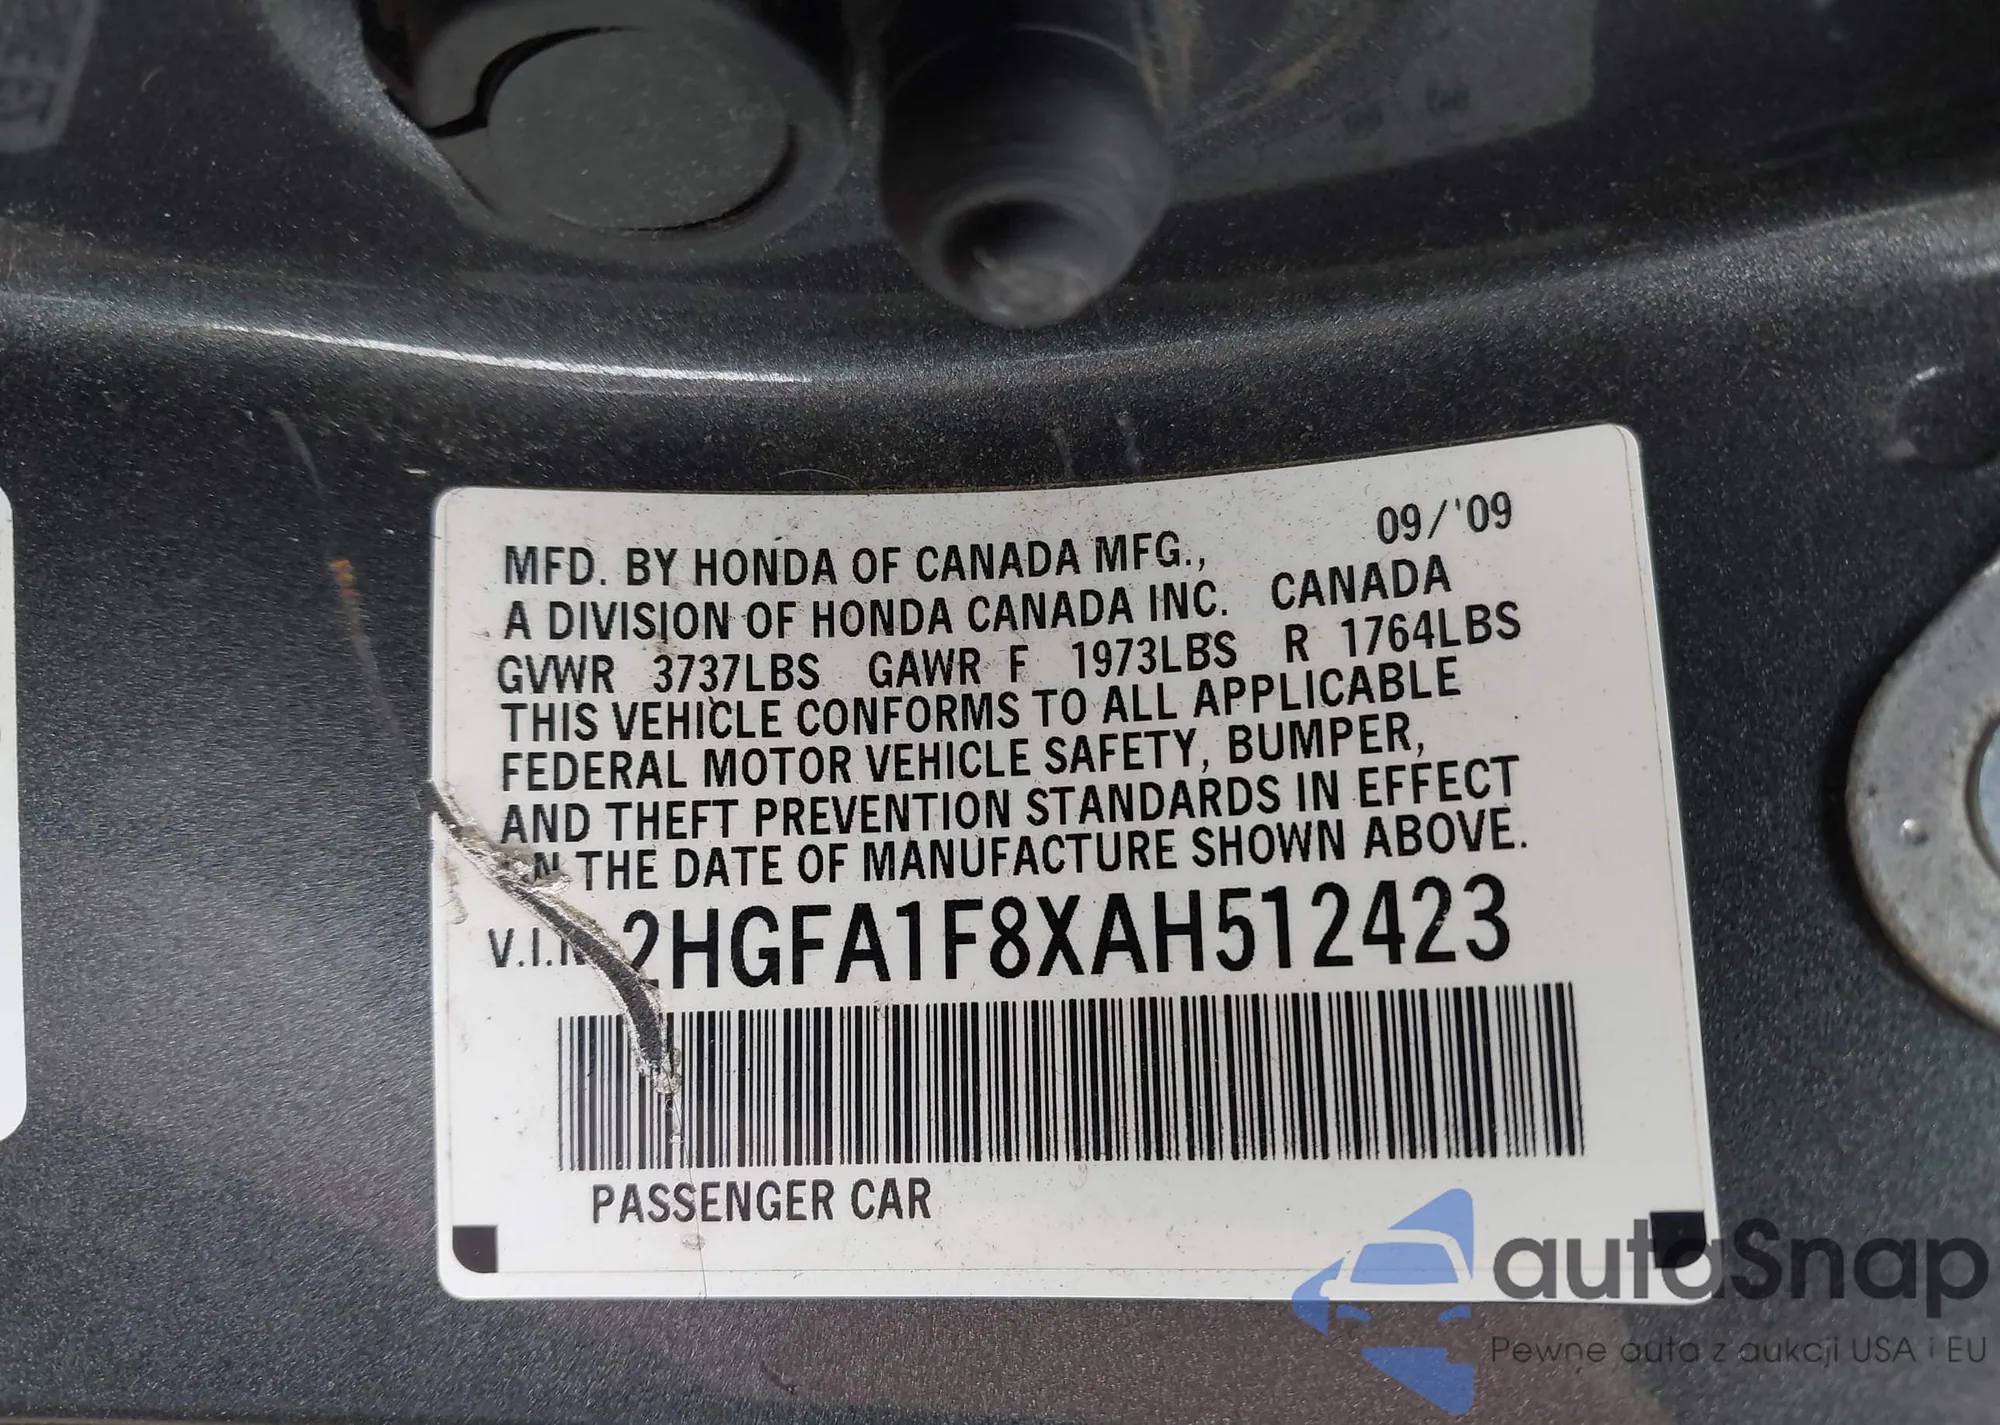 09/'09
MFD. BY HONDA OF CANADA MFG.,
A DIVISION OF HONDA CANADA INC. CANADA
GVWR 3737LBS GAWR F 1973LBS R 1764LBS
THIS VEHICLE CONFORMS TO ALL APPLICABLE
FEDERAL MOTOR VEHICLE SAFETY, BUMPER,
AND THEFT PREVENTION STANDARDS IN EFFECT
THE DATE OF MANUFACTURE SHOWN ABOVE.
V.I.N. 2HGFA1F8XAH512423
PASSENGER CAR
autoSnap
Pewne auta z aukcji USA i EU